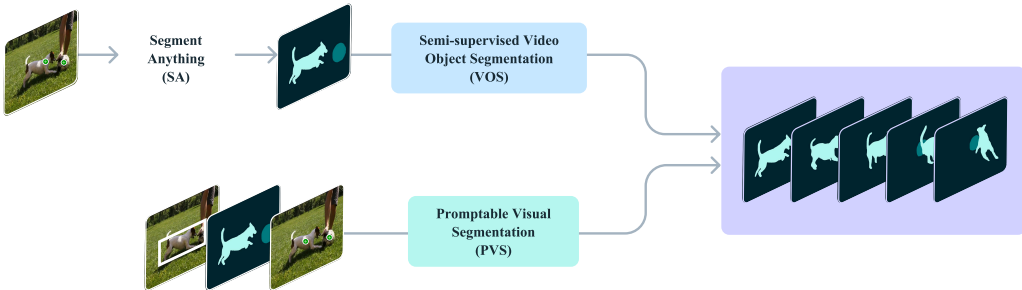 Segment
Anything
(SA)
Semi-supervised Video
Object Segmentation
(VOS)
Promptable Visual
Segmentation
(PVS)